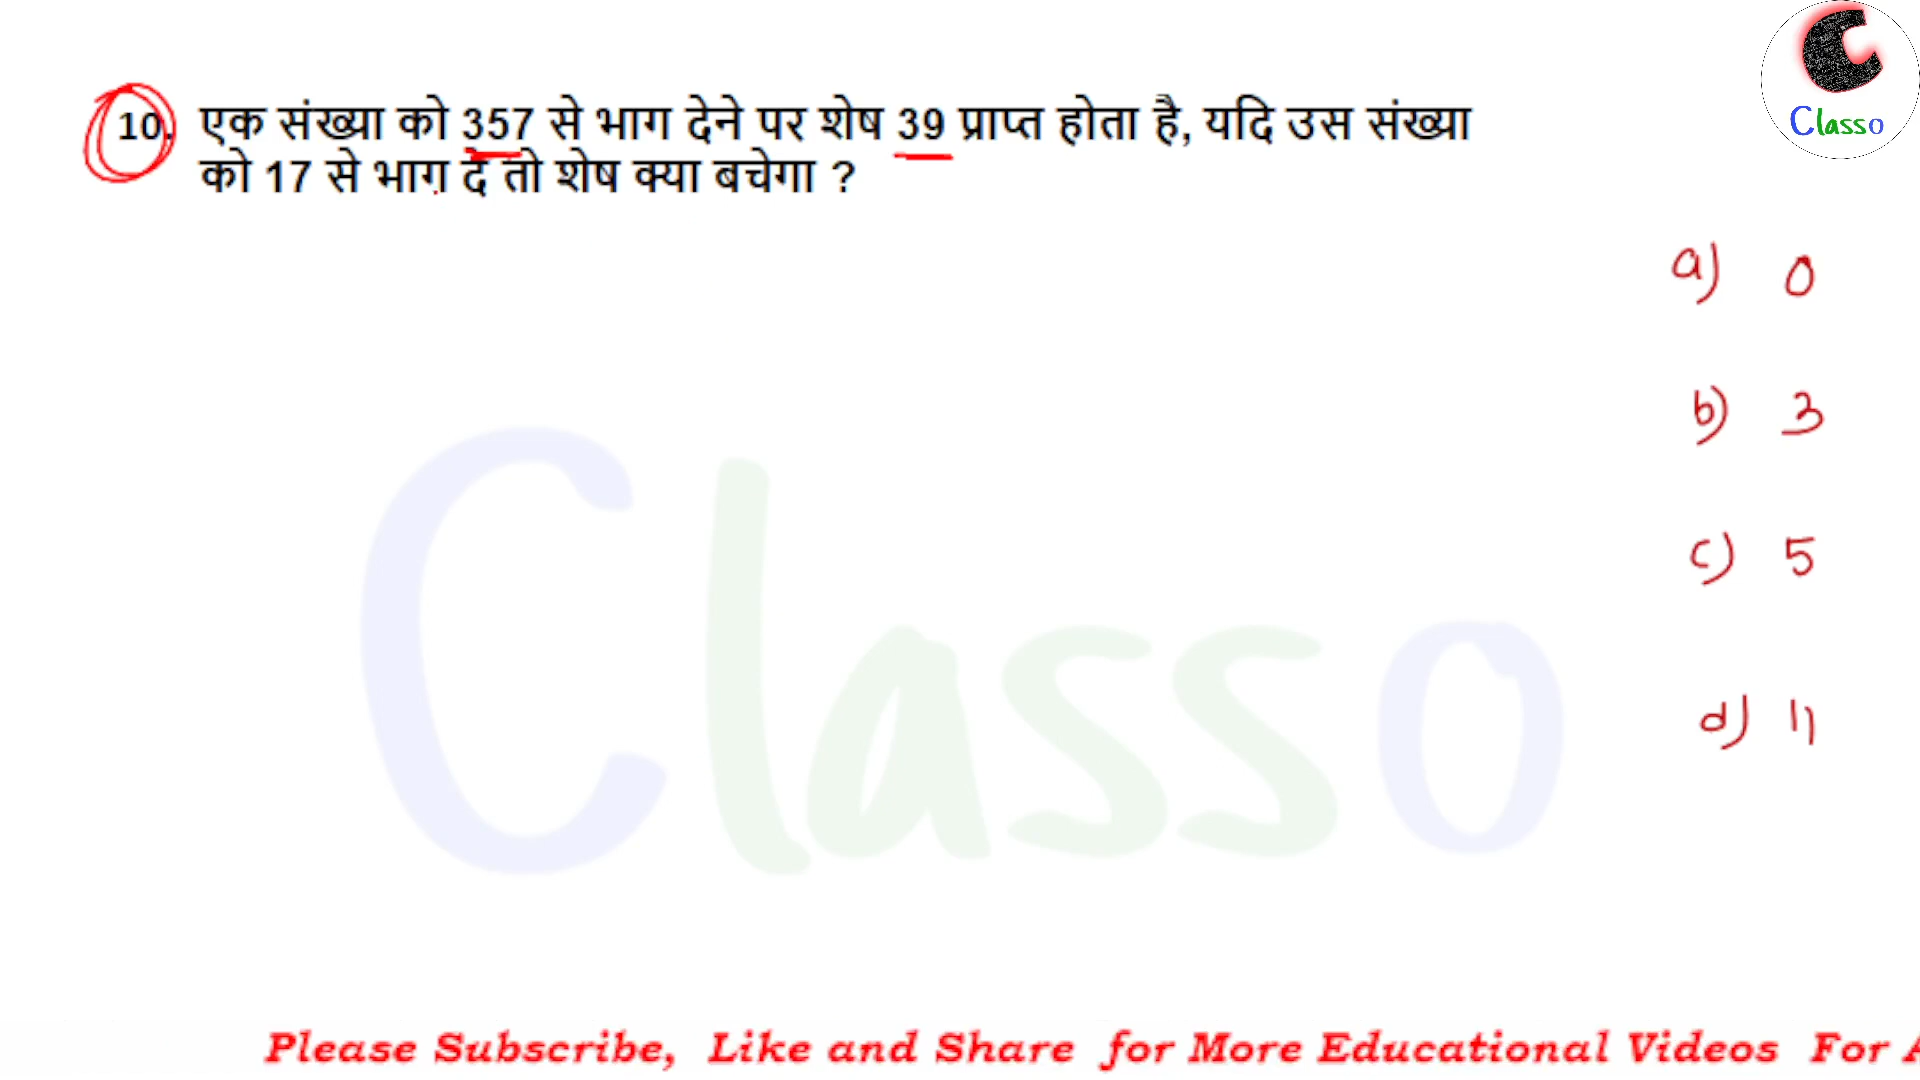 Classo
10. एक संख्या को 357 से भाग देने पर शेष 39 प्राप्त होता है, यदि उस संख्या
को 17 से भाग दे तो शेष क्या बचेगा ?
a) 0
b) 3
c) 5
d) 11
Classo
Please Subscribe, Like and Share for More Educational Videos For A